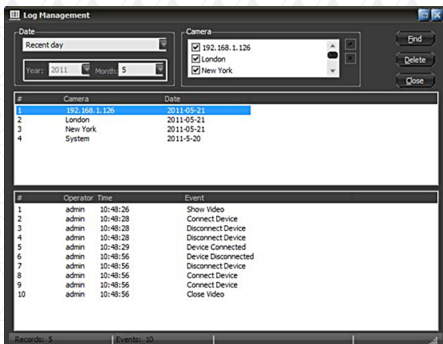 Log Management
Date
Recent day
Year: 2011 Month: 5
Camera
192.168.1.126
London
New York
Find
Delete
Close
# Camera Date
1 192.168.1.126 2011-05-21
2 London 2011-05-21
3 New York 2011-05-21
4 System 2011-5-20
# Operator Time Event
1 admin 10:48:26 Show Video
2 admin 10:48:28 Connect Device
3 admin 10:48:28 Disconnect Device
4 admin 10:48:28 Disconnect Device
5 admin 10:48:29 Device Connected
6 admin 10:48:56 Device Disconnected
7 admin 10:48:56 Disconnect Device
8 admin 10:48:56 Connect Device
9 admin 10:48:56 Connect Device
10 admin 10:48:56 Close Video
Records: 5 Events: 10